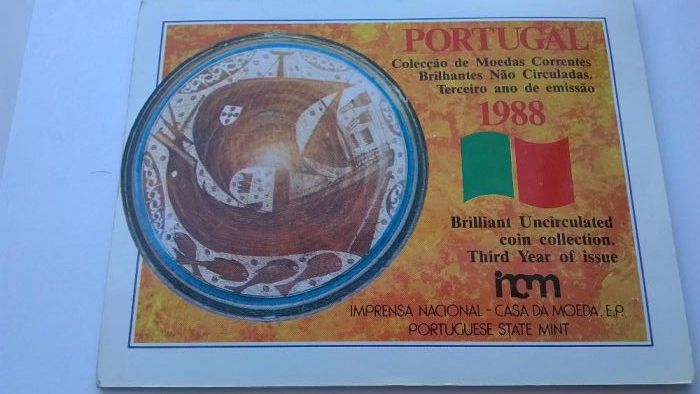 PORTUGAL
Colecção de Moedas Correntes
Brilhantes Não Circuladas.
Terceiro ano de emissão
1988
Brilliant Uncirculated
coin collection.
Third Year of issue
incm
IMPRENSA NACIONAL - CASA DA MOEDA, E.P.
PORTUGUESE STATE MINT